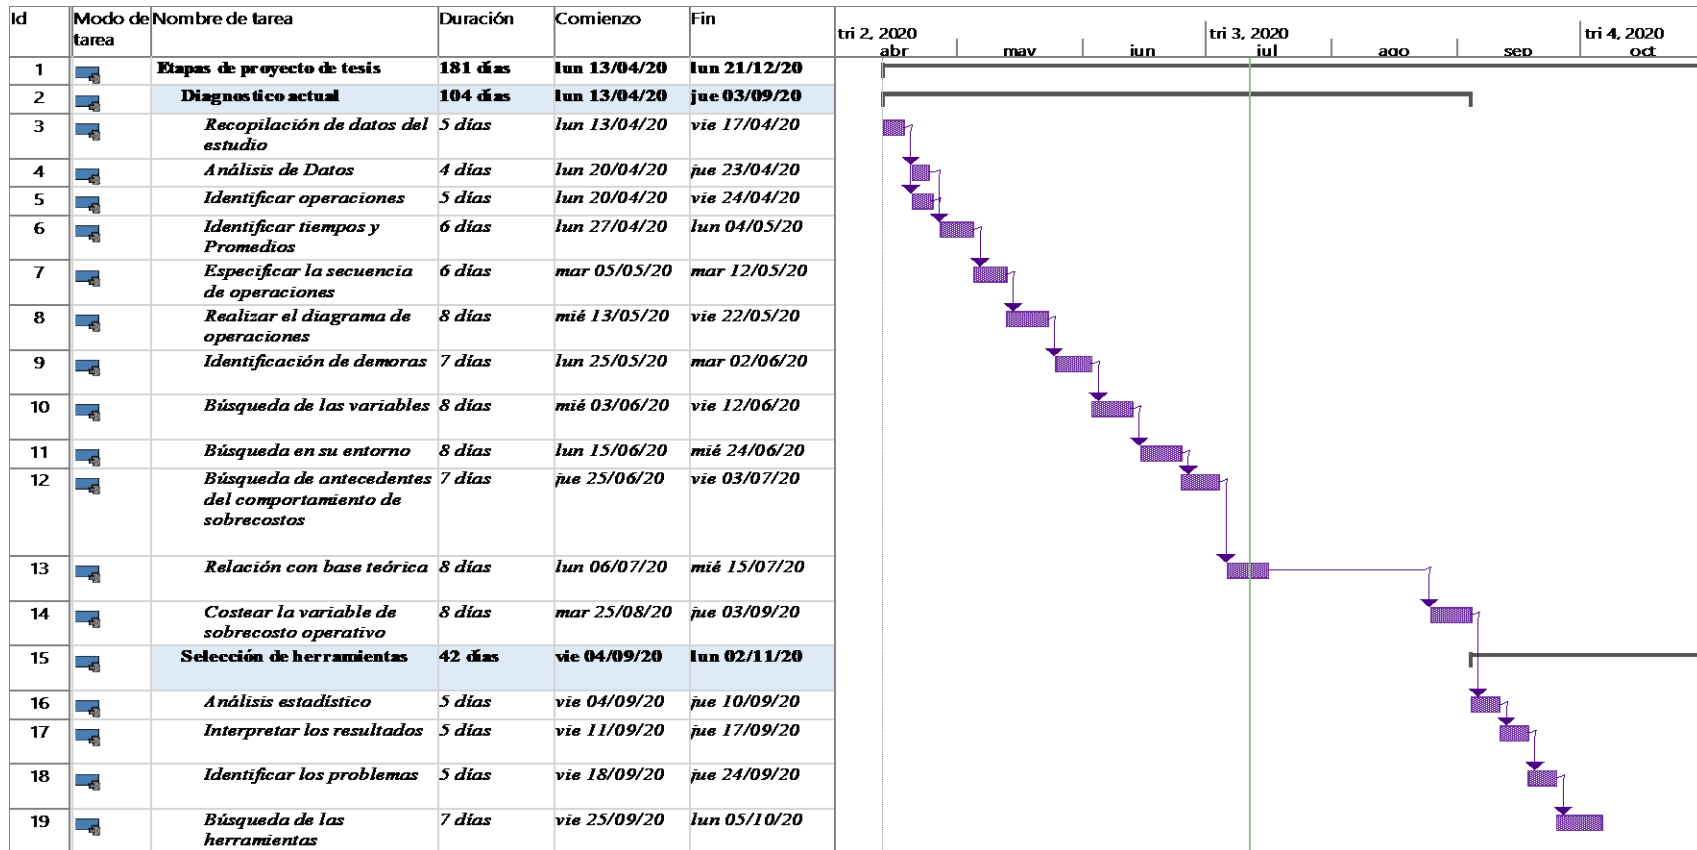 Id Modo de Nombre de tarea Duración Comienzo Fin
tarea
tri 2, 2020 tri 3, 2020 tri 4, 2020
abr may jun jul ago sep oct
1 Etapas de proyecto de tesis 181 días lun 13/04/20 lun 21/12/20
2 Diagnostico actual 104 días lun 13/04/20 jue 03/09/20
3 Recopilación de datos del 5 días lun 13/04/20 vie 17/04/20
estudio
4 Análisis de Datos 4 días lun 20/04/20 jue 23/04/20
5 Identificar operaciones 5 días lun 20/04/20 vie 24/04/20
6 Identificar tiempos y 6 días lun 27/04/20 lun 04/05/20
Promedios
7 Especificar la secuencia 6 días mar 05/05/20 mar 12/05/20
de operaciones
8 Realizar el diagrama de 8 días mié 13/05/20 vie 22/05/20
operaciones
9 Identificación de demoras 7 días lun 25/05/20 mar 02/06/20
10 Búsqueda de las variables 8 días mié 03/06/20 vie 12/06/20
11 Búsqueda en su entorno 8 días lun 15/06/20 mié 24/06/20
12 Búsqueda de antecedentes 7 días jue 25/06/20 vie 03/07/20
del comportamiento de
sobrecostos
13 Relación con base teórica 8 días lun 06/07/20 mié 15/07/20
14 Costear la variable de 8 días mar 25/08/20 jue 03/09/20
sobrecosto operativo
15 Selección de herramientas 42 días vie 04/09/20 lun 02/11/20
16 Análisis estadístico 5 días vie 04/09/20 jue 10/09/20
17 Interpretar los resultados 5 días vie 11/09/20 jue 17/09/20
18 Identificar los problemas 5 días vie 18/09/20 jue 24/09/20
19 Búsqueda de las 7 días vie 25/09/20 lun 05/10/20
herramientas